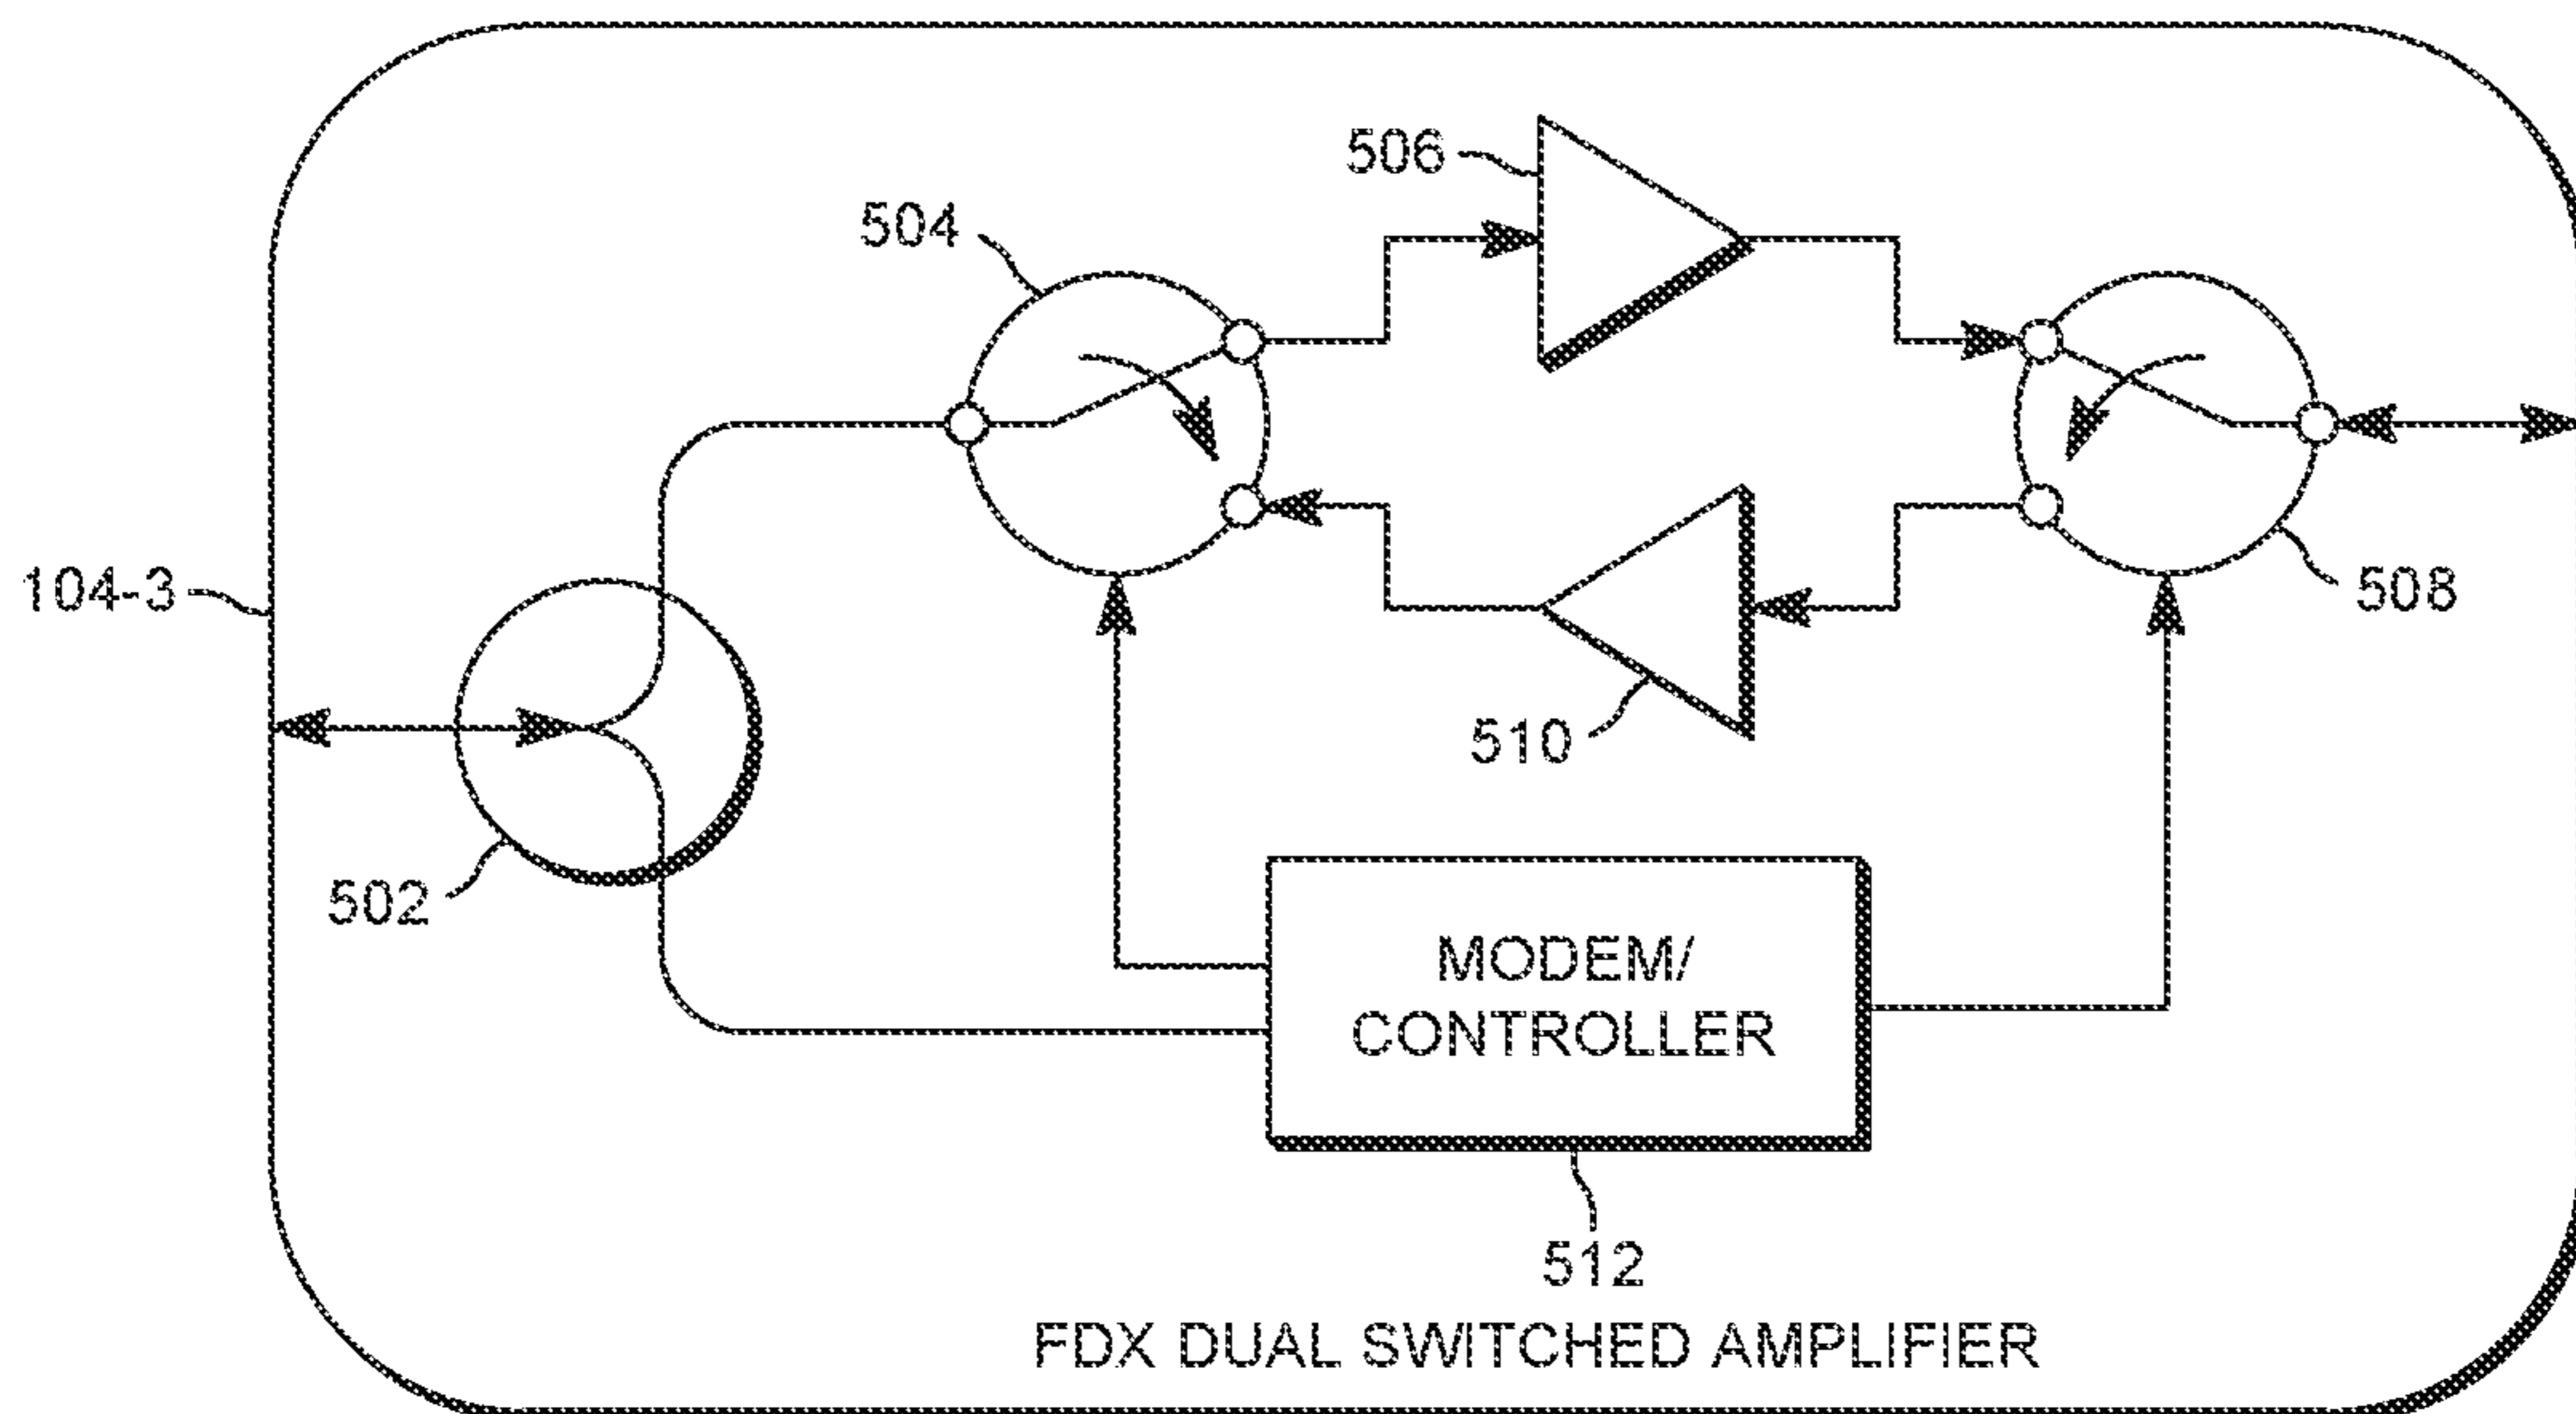 506
504
104-3
508
510
502
MODEM/
CONTROLLER
512
FDX DUAL SWITCHED AMPLIFIER